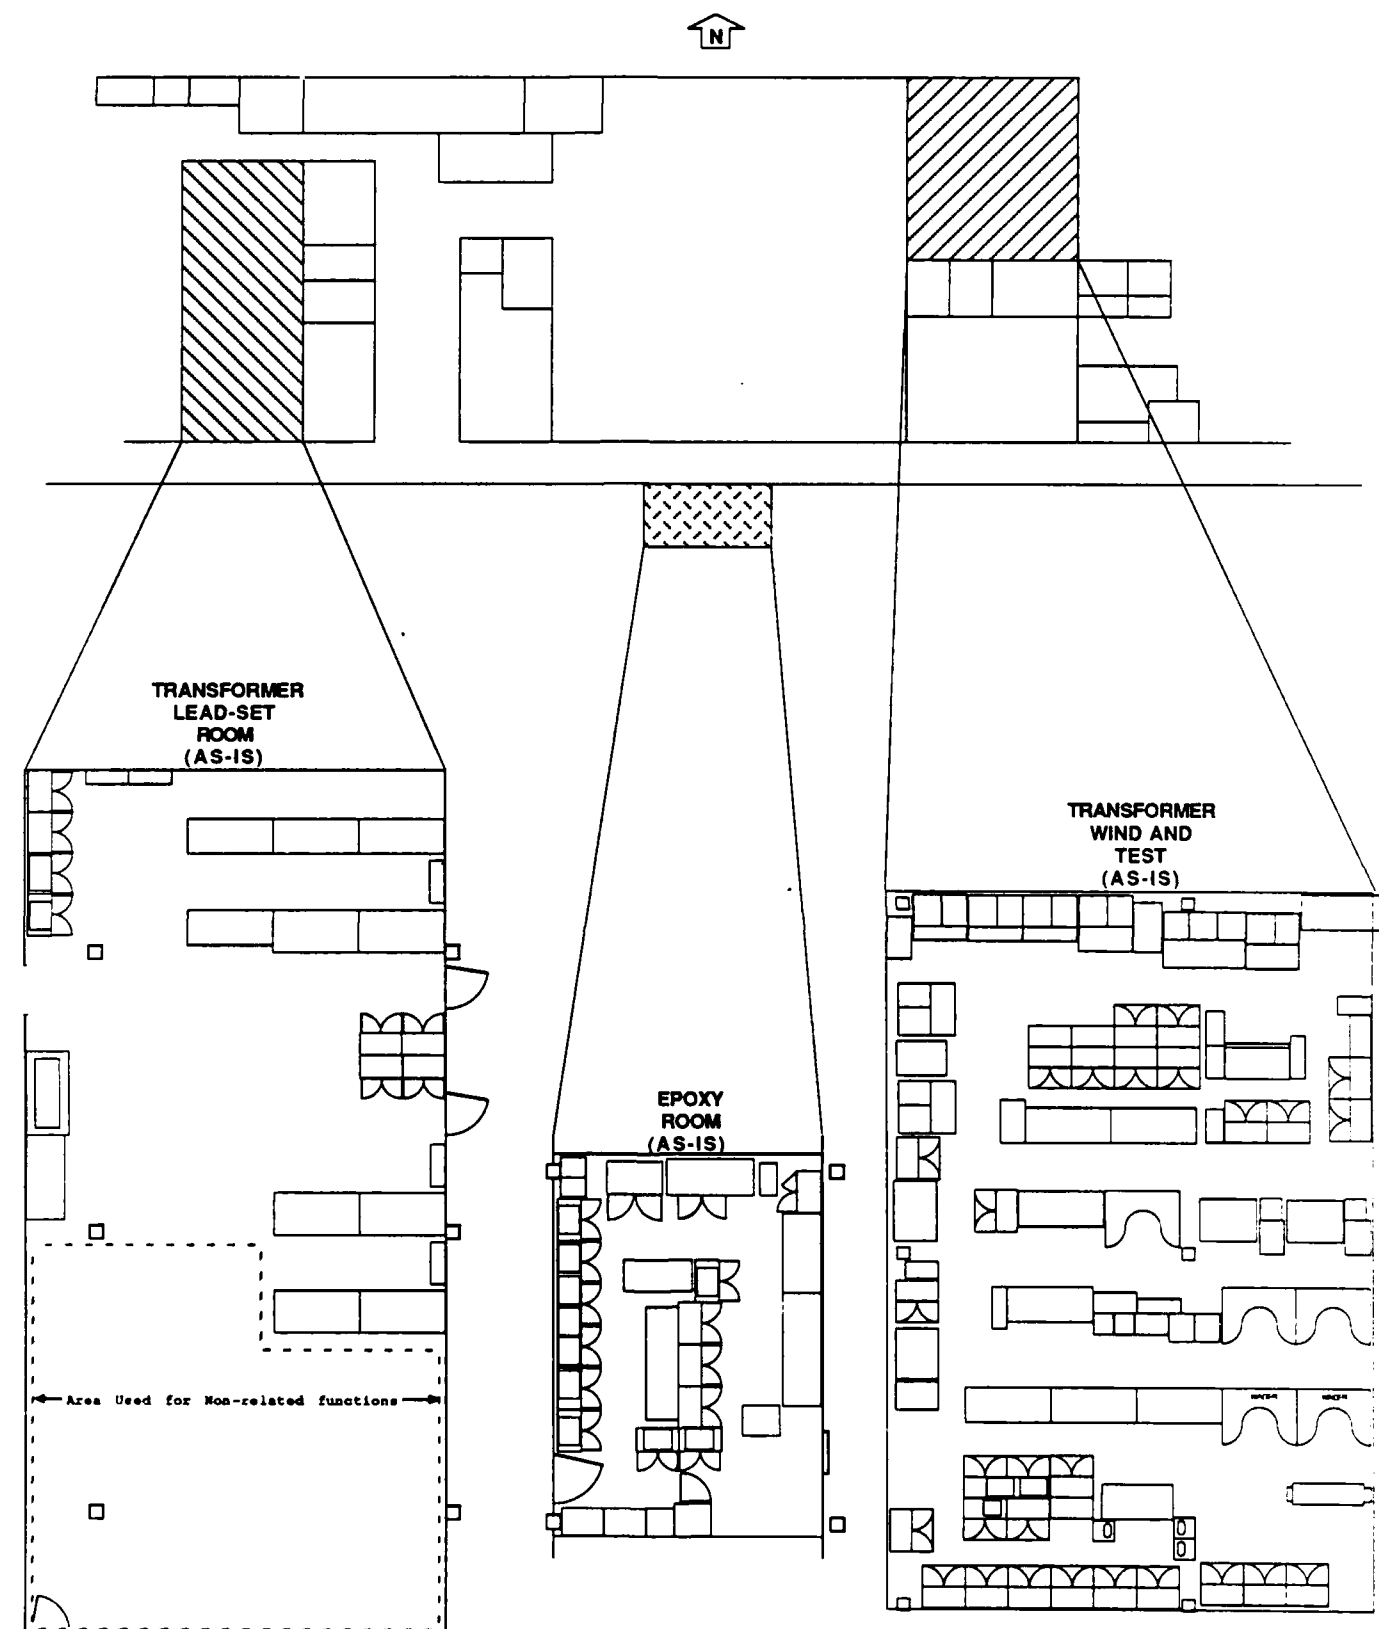 N
TRANSFORMER
LEAD-SET
ROOM
(AS-IS)
TRANSFORMER
WIND AND
TEST
(AS-IS)
EPOXY
ROOM
(AS-IS)
Area Used for Non-related functions